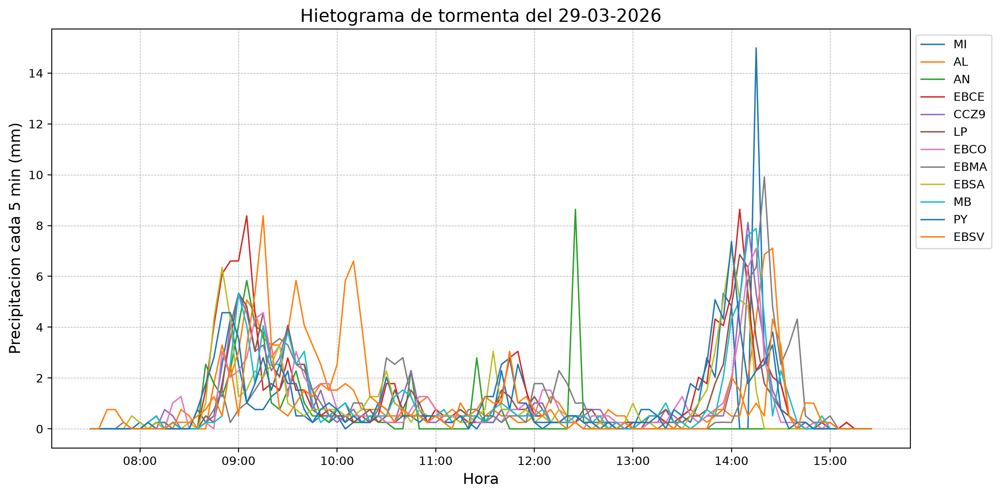 Hietograma de tormenta del 29-03-2026
Precipitacion cada 5 min (mm)
14
12
10
8
6
4
2
0
08:00 09:00 10:00 11:00 12:00 13:00 14:00 15:00
Hora
MI
AL
AN
EBCE
CCZ9
LP
EBCO
EBMA
EBSA
MB
PY
EBSV